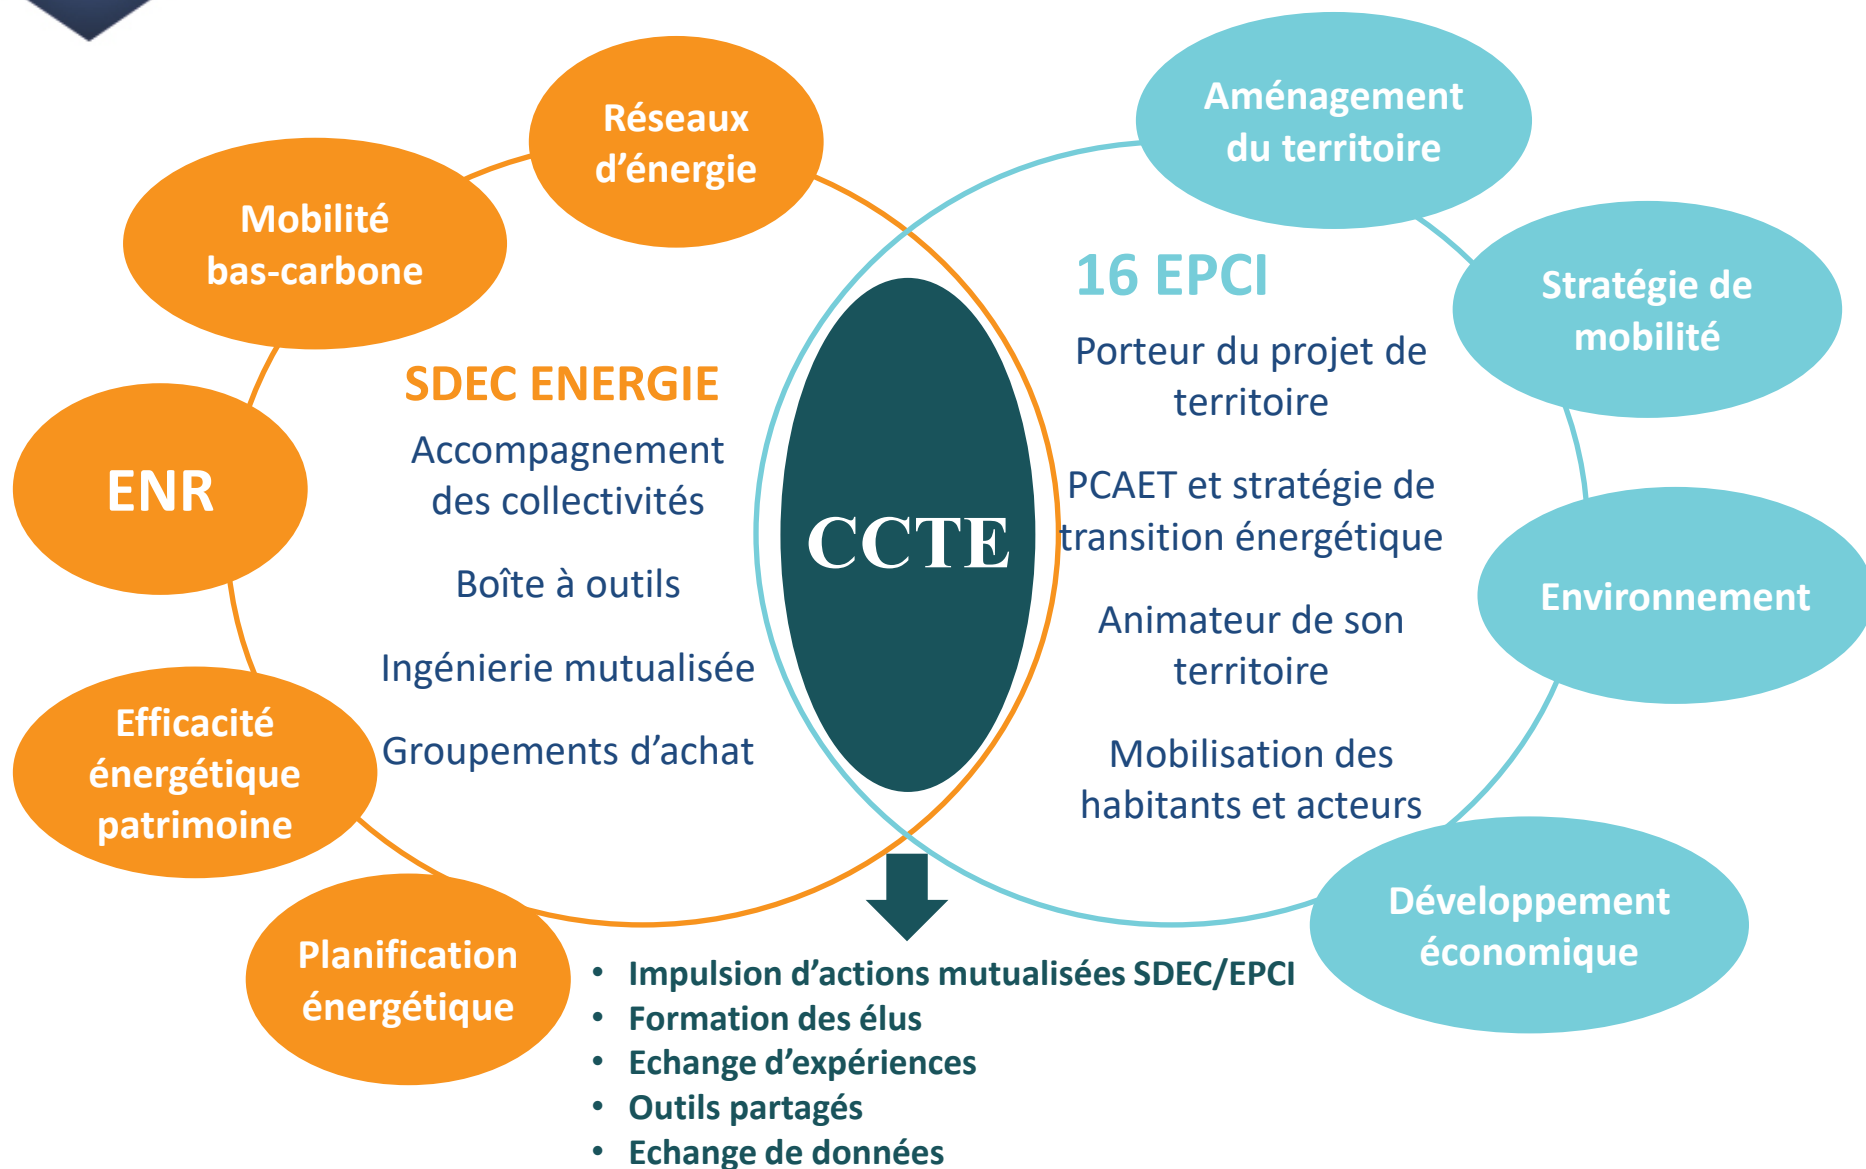 Réseaux
d’énergie
Mobilité
bas-carbone
ENR
Efficacité
énergétique
patrimoine
Planification
énergétique
SDEC ENERGIE
Accompagnement
des collectivités
Boîte à outils
Ingénierie mutualisée
Groupements d’achat
CCTE
16 EPCI
Porteur du projet de
territoire
PCAET et stratégie de
transition énergétique
Animateur de son
territoire
Mobilisation des
habitants et acteurs
Aménagement
du territoire
Stratégie de
mobilité
Environnement
Développement
économique
• Impulsion d’actions mutualisées SDEC/EPCI
• Formation des élus
• Echange d’expériences
• Outils partagés
• Echange de données